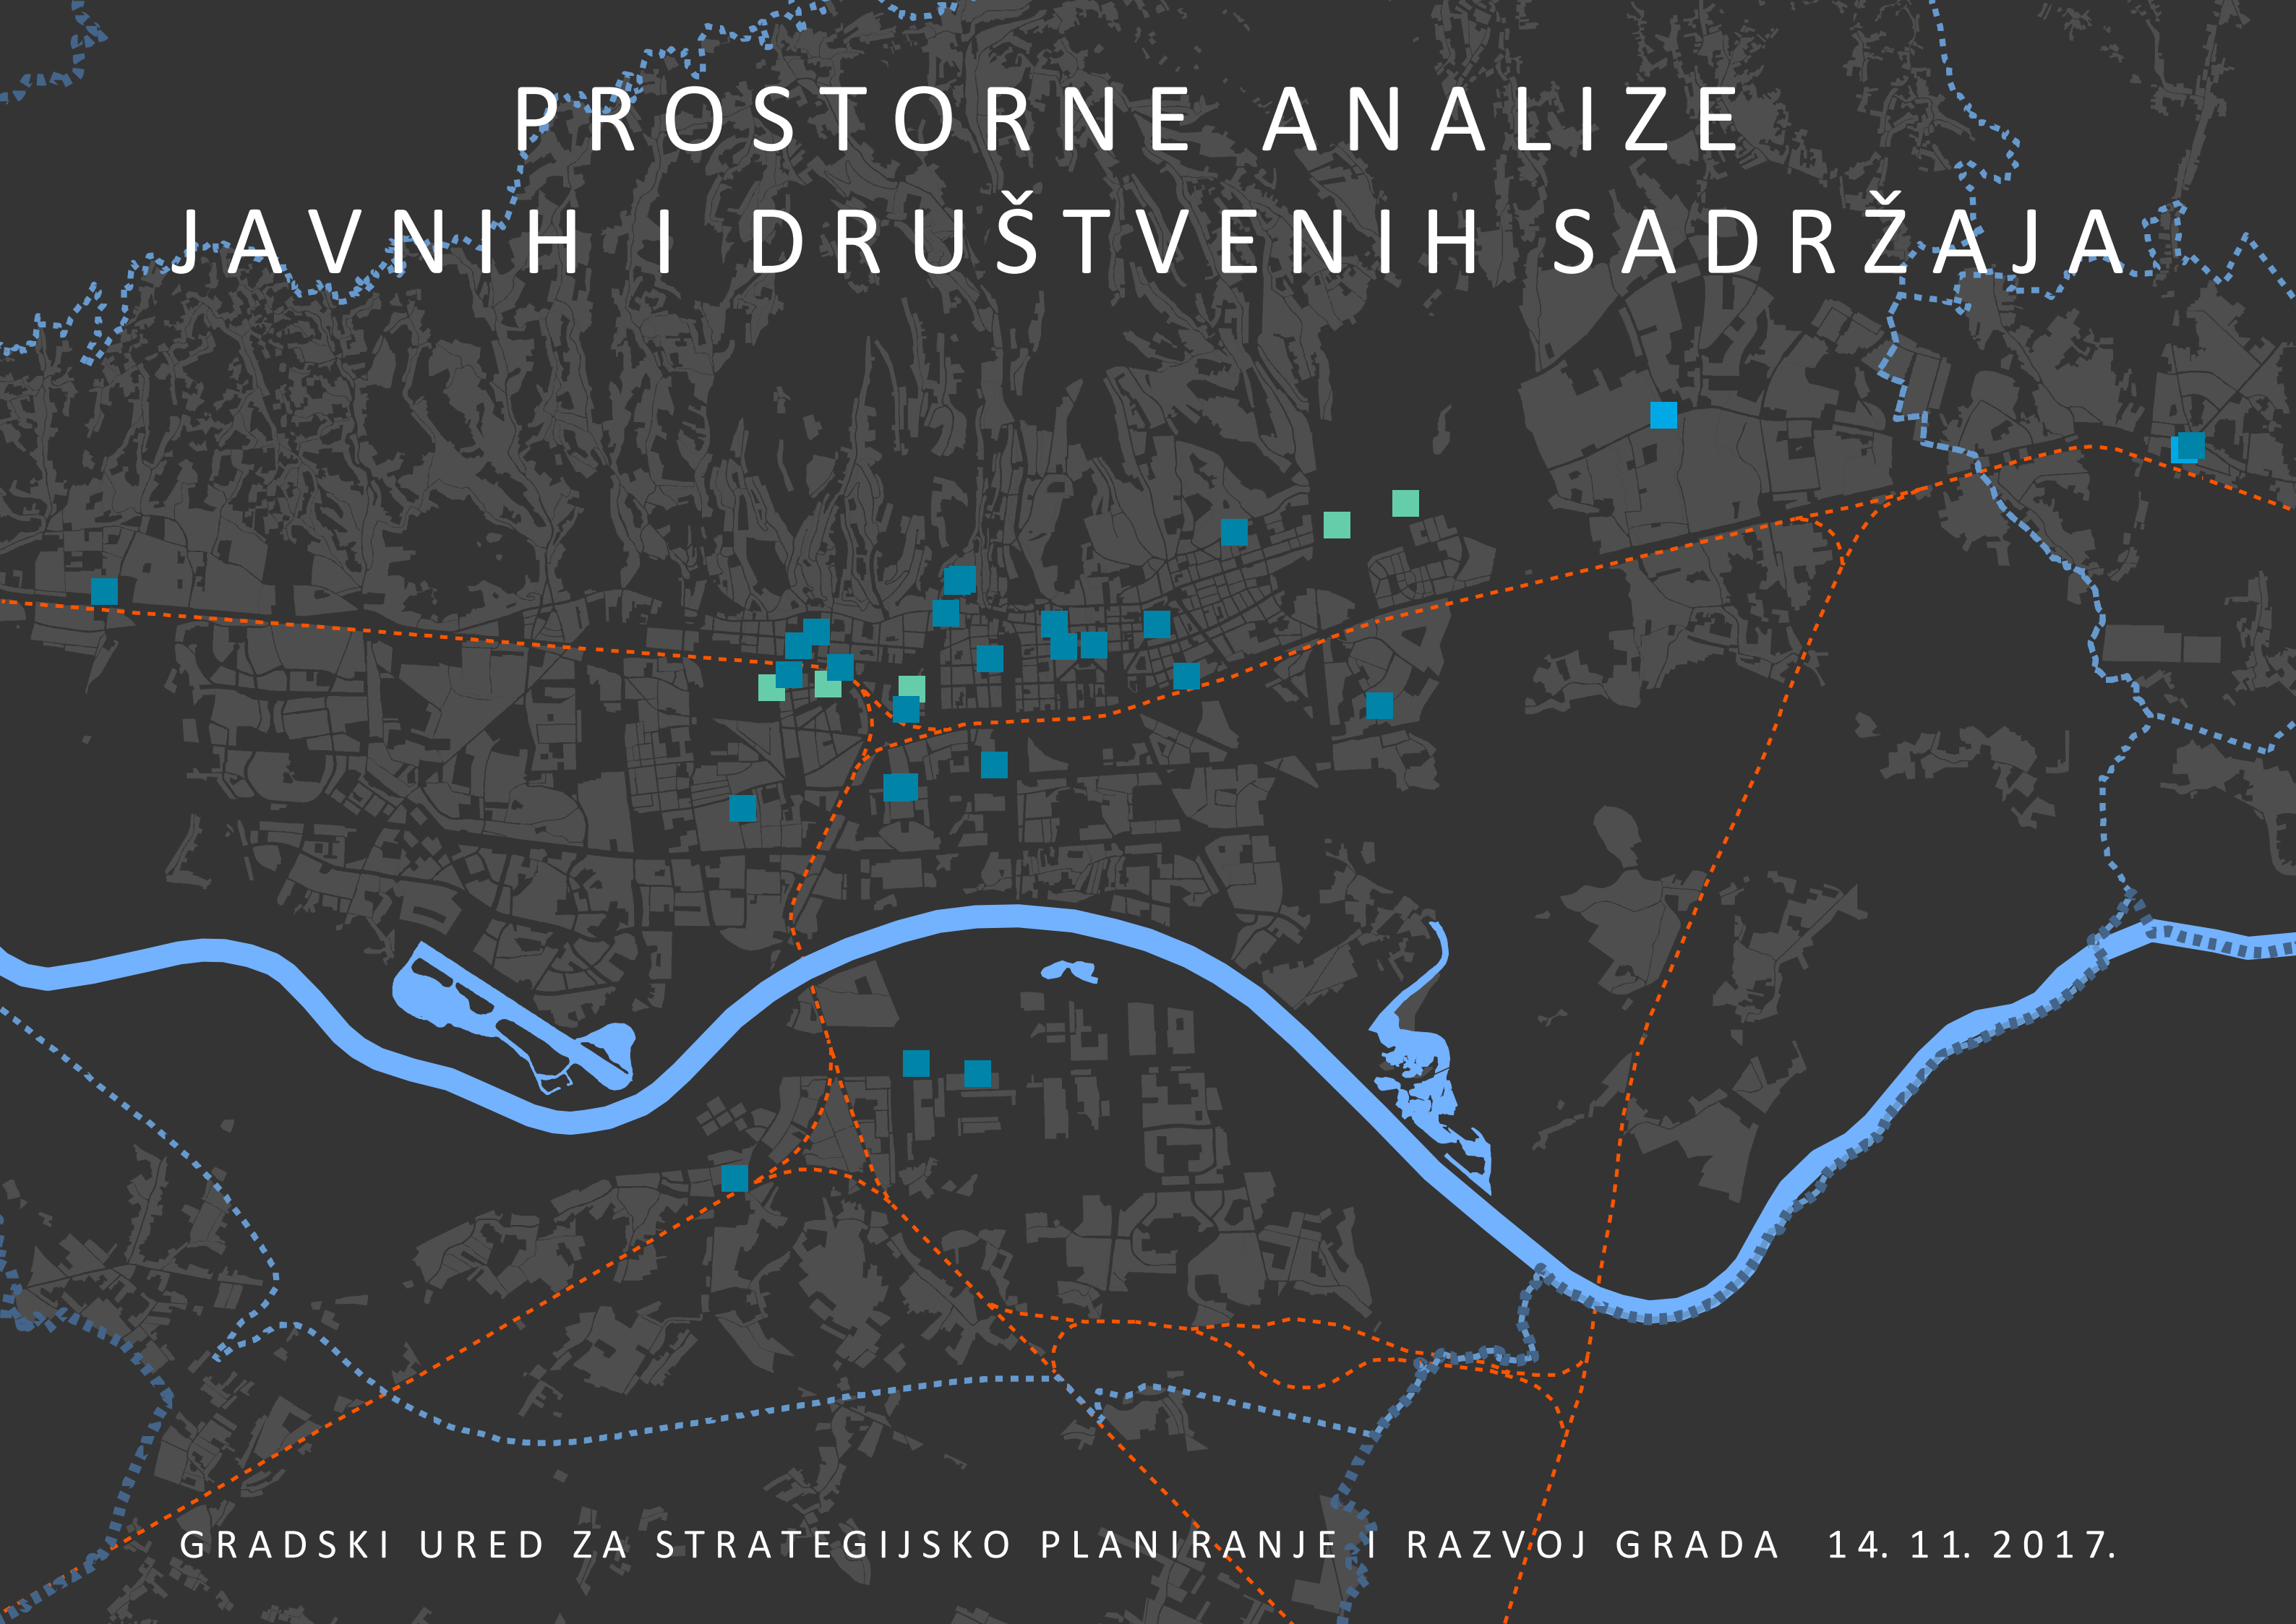 PROSTORNE ANALIZE
JAVNIH I DRUŠTVENIH SADRŽAJA
GRADSKI URED ZA STRATEGIJSKO PLANIRANJE I RAZVOJ GRADA 14. 11. 2017.